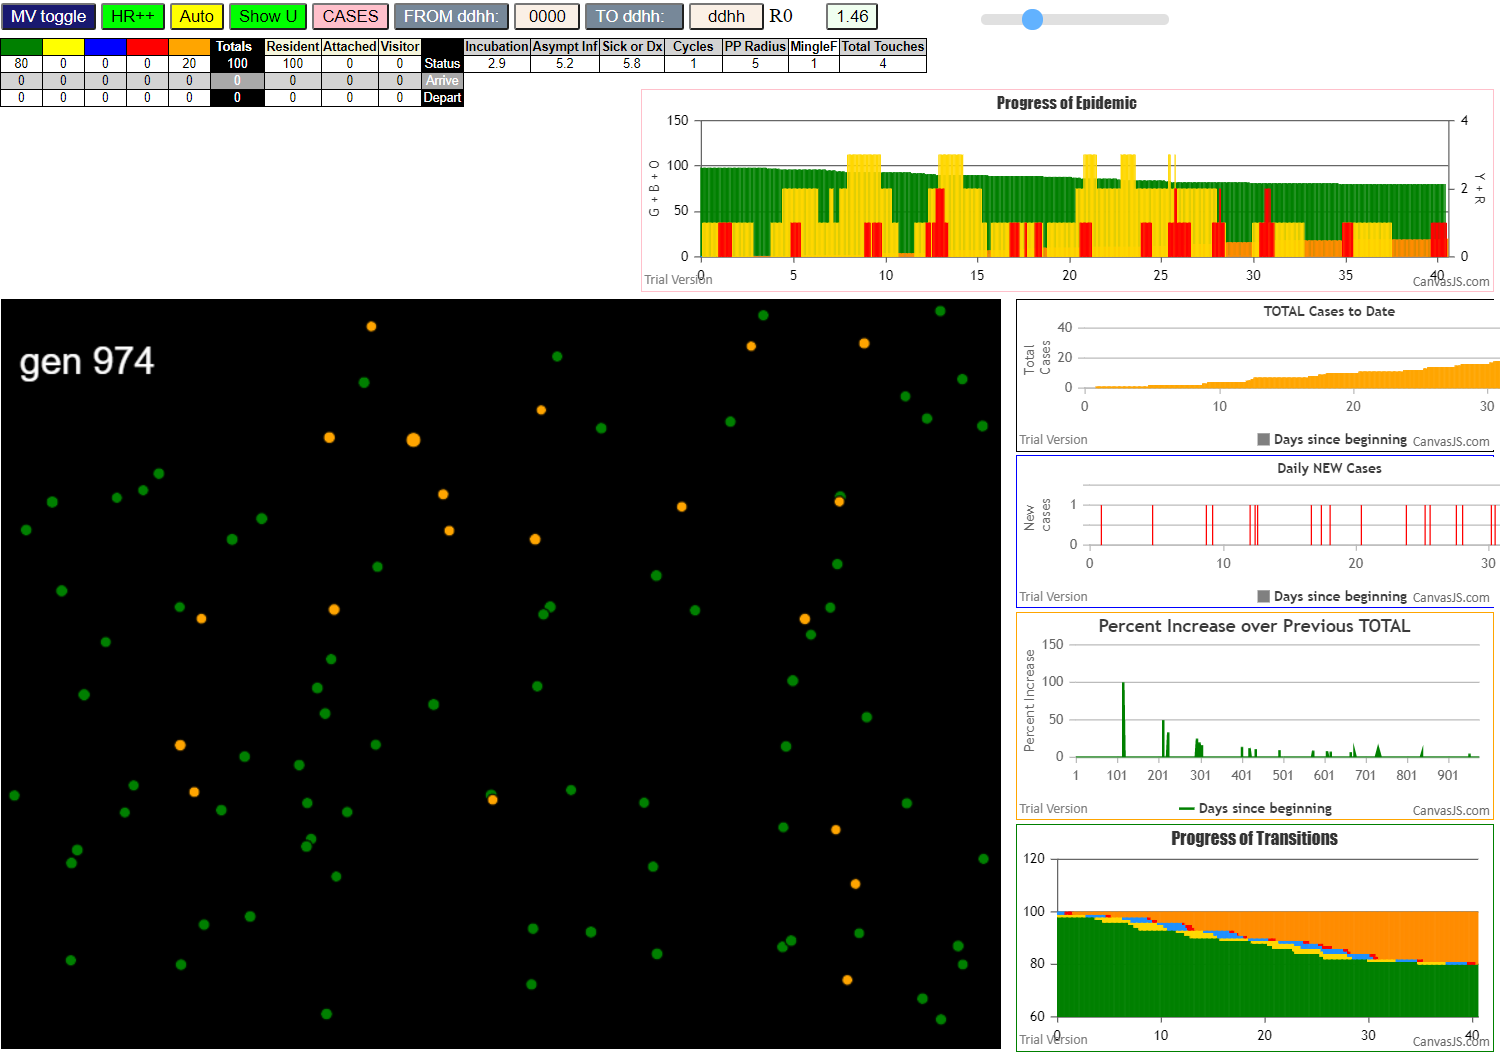 MV toggle HR++ Auto Show U CASES FROM ddhh: 0000 TO ddhh: ddhh R0 1.46
Totals Resident Attached Visitor Incubation Asympt Inf Sick or Dx Cycles PP Radius MingleF Total Touches
80 0 0 0 20 100 100 0 0 Status 2.9 5.2 5.8 1 5 1 4
0 0 0 0 0 0 0 0 0 Arrive
0 0 0 0 0 0 0 0 0 Depart
Progress of Epidemic
150 4
100
50 2
0 0
G + B + O
Y + R
0 5 10 15 20 25 30 35 40
Trial Version CanvasJS.com
gen 974
TOTAL Cases to Date
Total
Cases
40
20
0
0 10 20 30
Days since beginning
Trial Version CanvasJS.com
Daily NEW Cases
New
cases
1
0
0 10 20 30
Days since beginning
Trial Version CanvasJS.com
Percent Increase over Previous TOTAL
Percent Increase
150
100
50
0
1 101 201 301 401 501 601 701 801 901
Days since beginning
Trial Version CanvasJS.com
Progress of Transitions
120
100
80
60
0 10 20 30 40
Trial Version CanvasJS.com